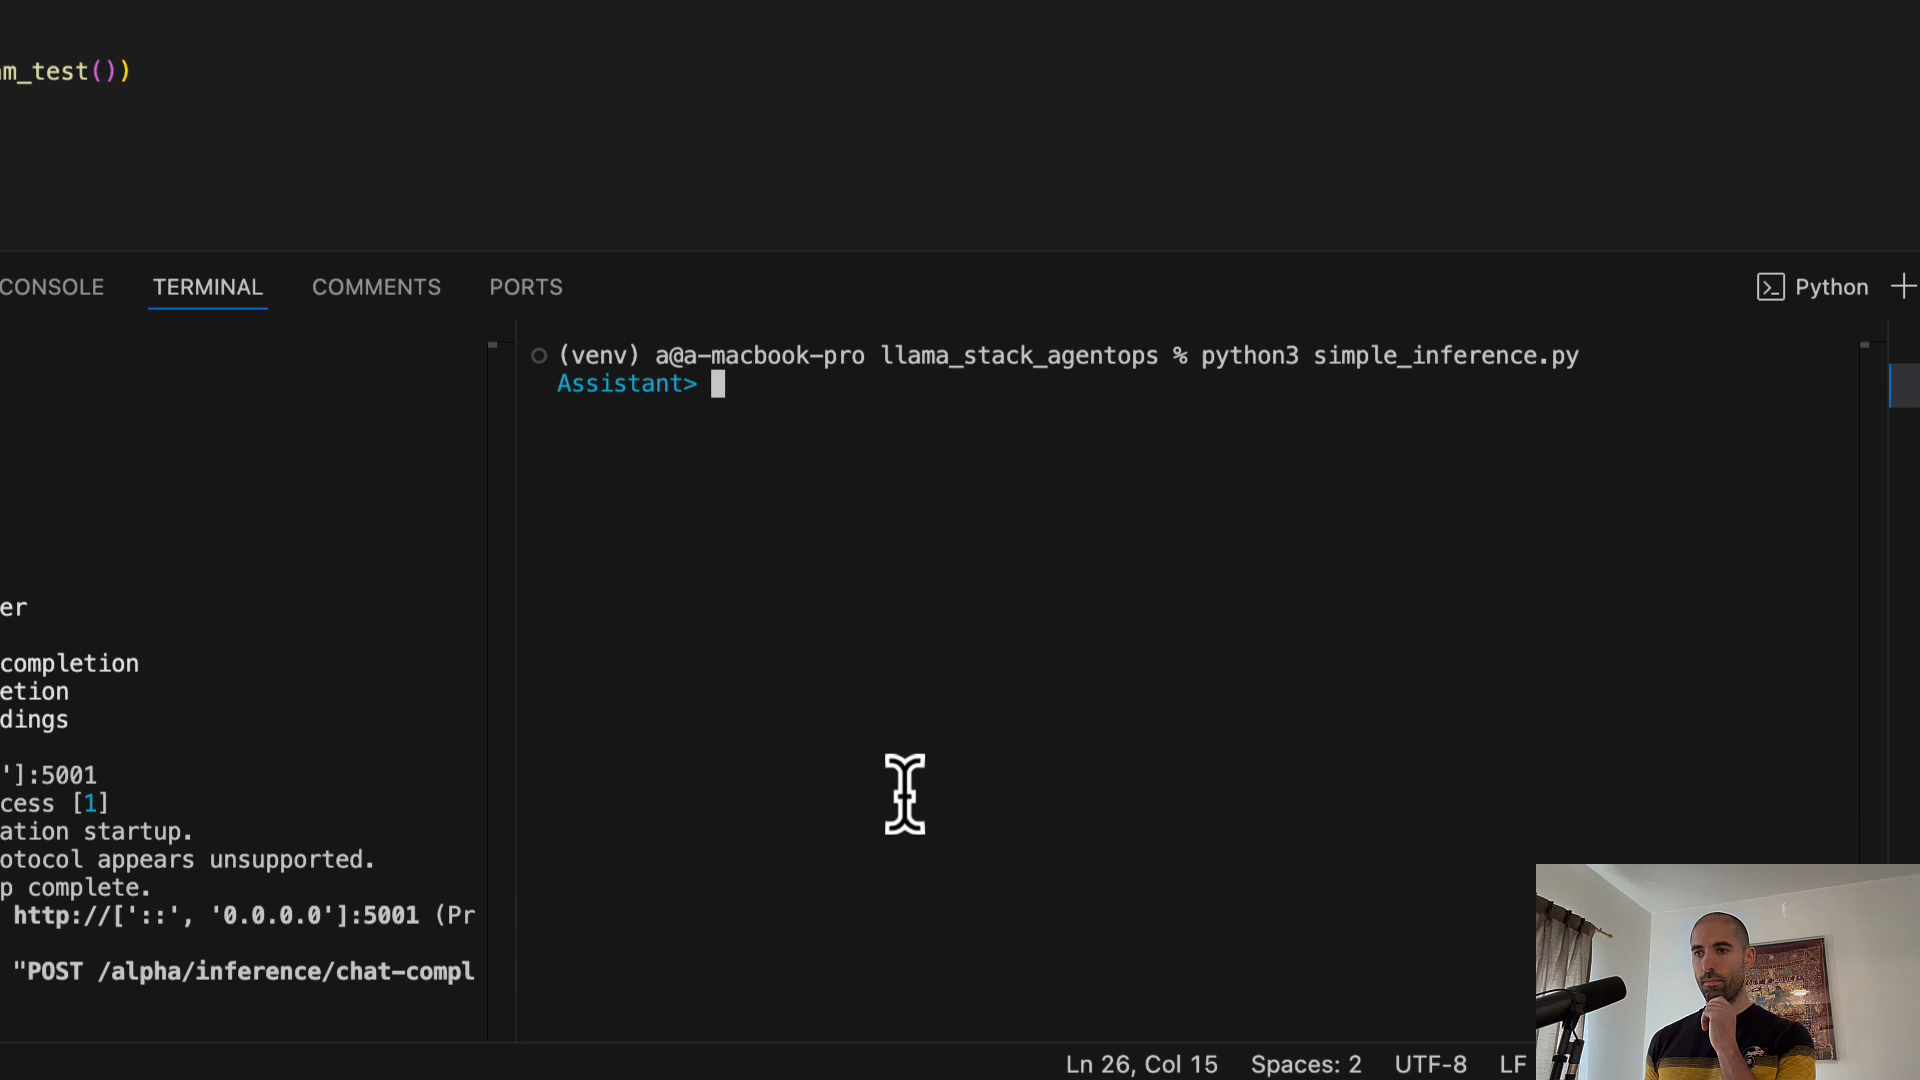 am_test())
CONSOLE TERMINAL COMMENTS PORTS
Python
(venv) a@a-macbook-pro llama_stack_agentops % python3 simple_inference.py
Assistant>
er
completion
etion
dings
']:5001
cess [1]
ation startup.
otocol appears unsupported.
p complete.
http://['::', '0.0.0.0']:5001 (Pr
"POST /alpha/inference/chat-compl
Ln 26, Col 15 Spaces: 2 UTF-8 LF